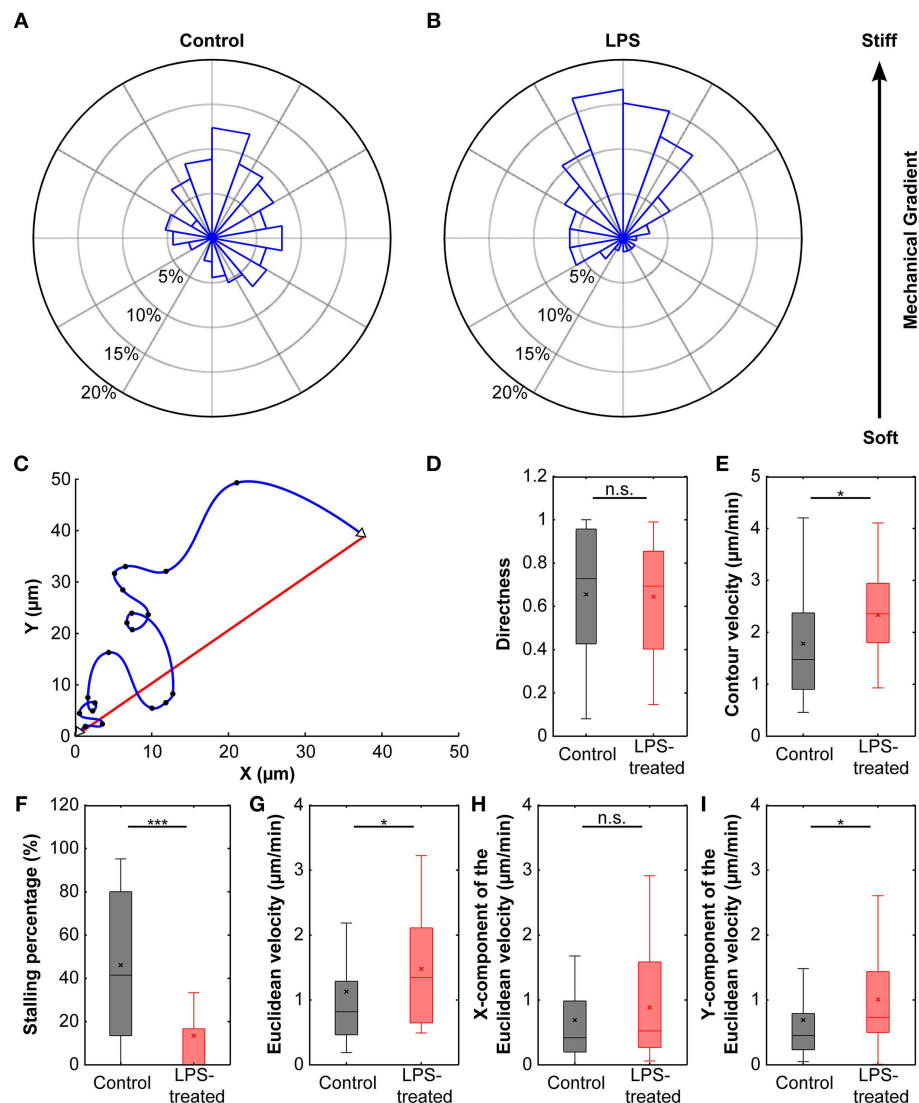 A
Control
5%
10%
15%
20%
B
LPS
5%
10%
15%
20%
Stiff
Mechanical Gradient
Soft
C
50
40
30
20
10
0
Y (µm)
0 10 20 30 40 50
X (µm)
D
1.2
1
0.8
0.6
0.4
0.2
0
Directness
n.s.
Control
LPS-
treated
E
5
4
3
2
1
0
Contour velocity (µm/min)
*
Control
LPS-
treated
F
120
100
80
60
40
20
0
Stalling percentage (%)
***
Control
LPS-
treated
G
4
3
2
1
0
Euclidean velocity (µm/min)
*
Control
LPS-
treated
H
4
3
2
1
0
X-component of the
Euclidean velocity (µm/min)
n.s.
Control
LPS-
treated
I
4
3
2
1
0
Y-component of the
Euclidean velocity (µm/min)
*
Control
LPS-
treated